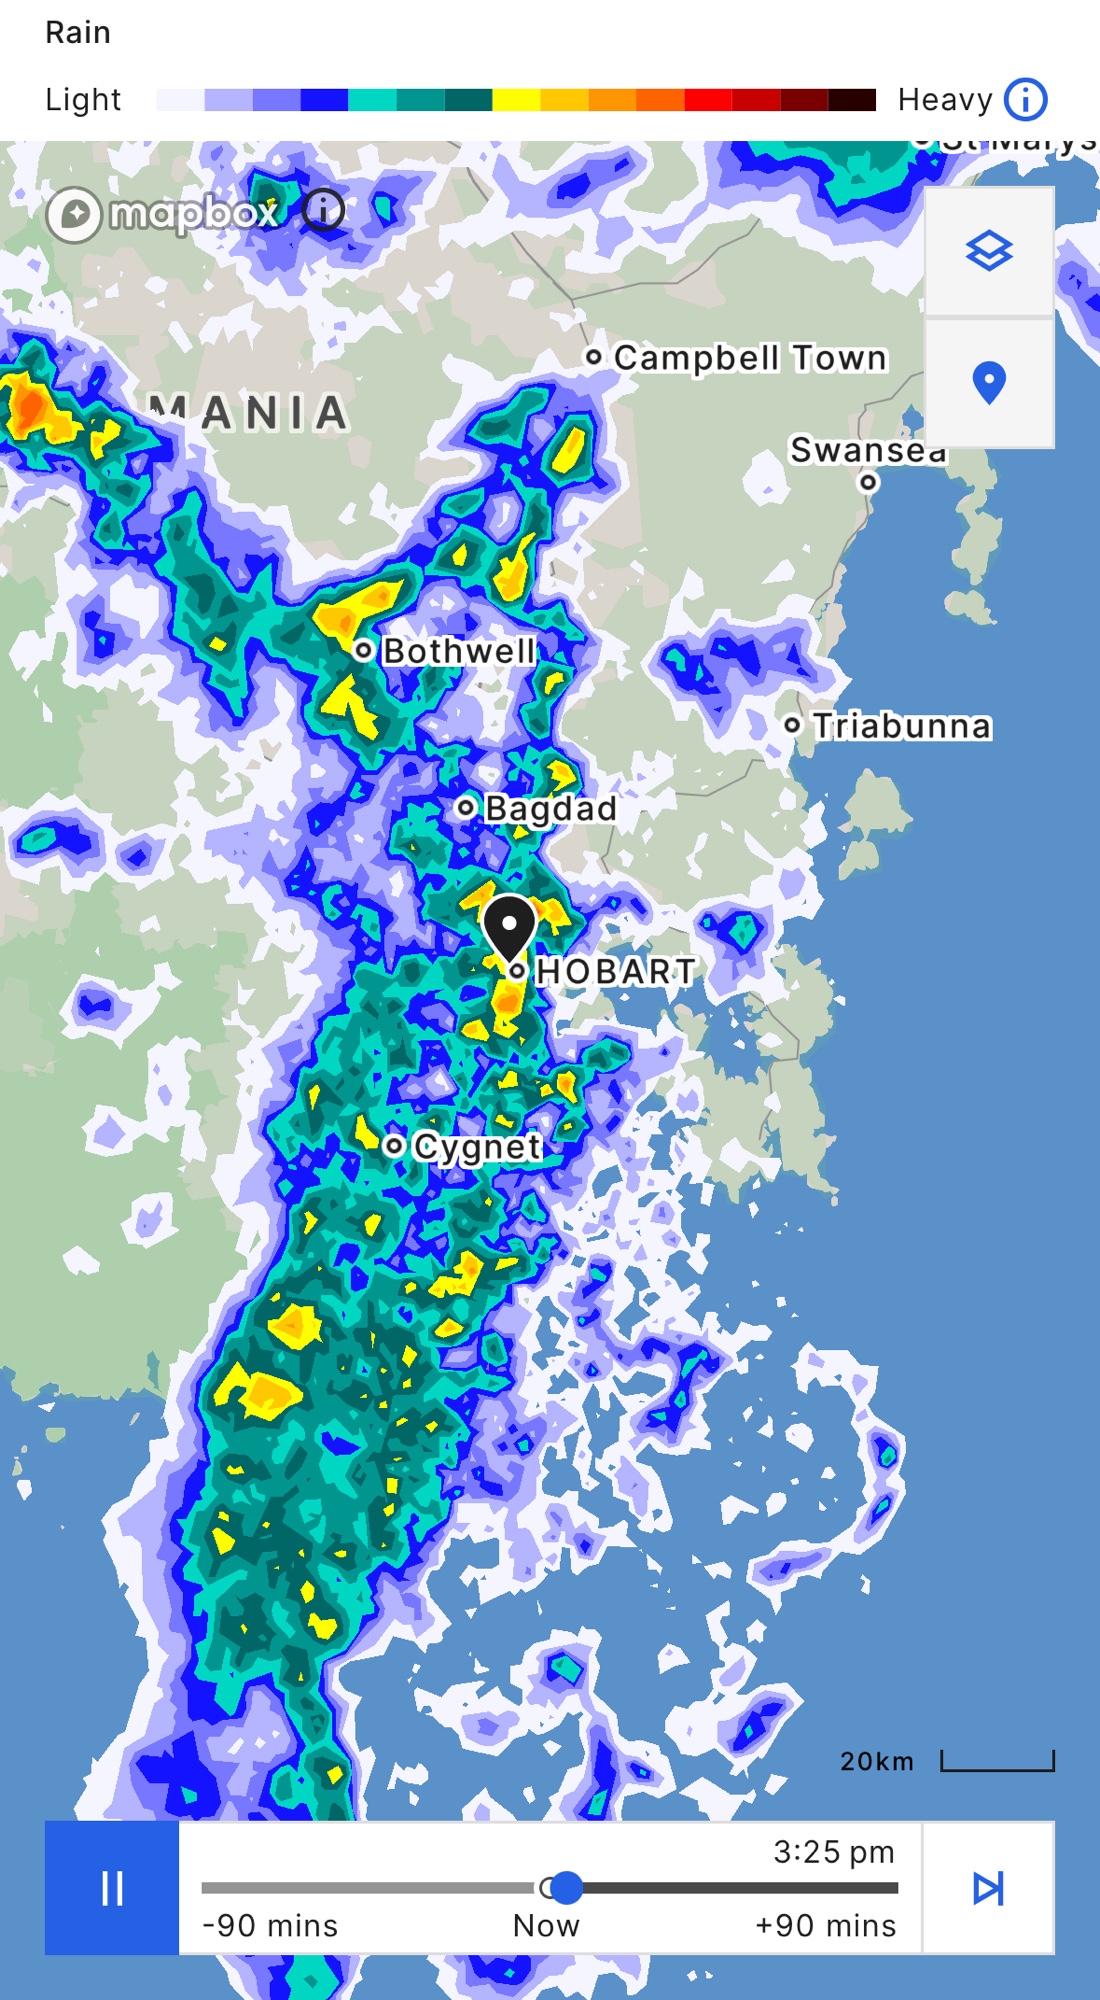 Rain
Light
Heavy
St Marys
mapbox
Campbell Town
MANIA
Swansea
Bothwell
Triabunna
Bagdad
HOBART
Cygnet
20km
3:25 pm
-90 mins
Now
+90 mins